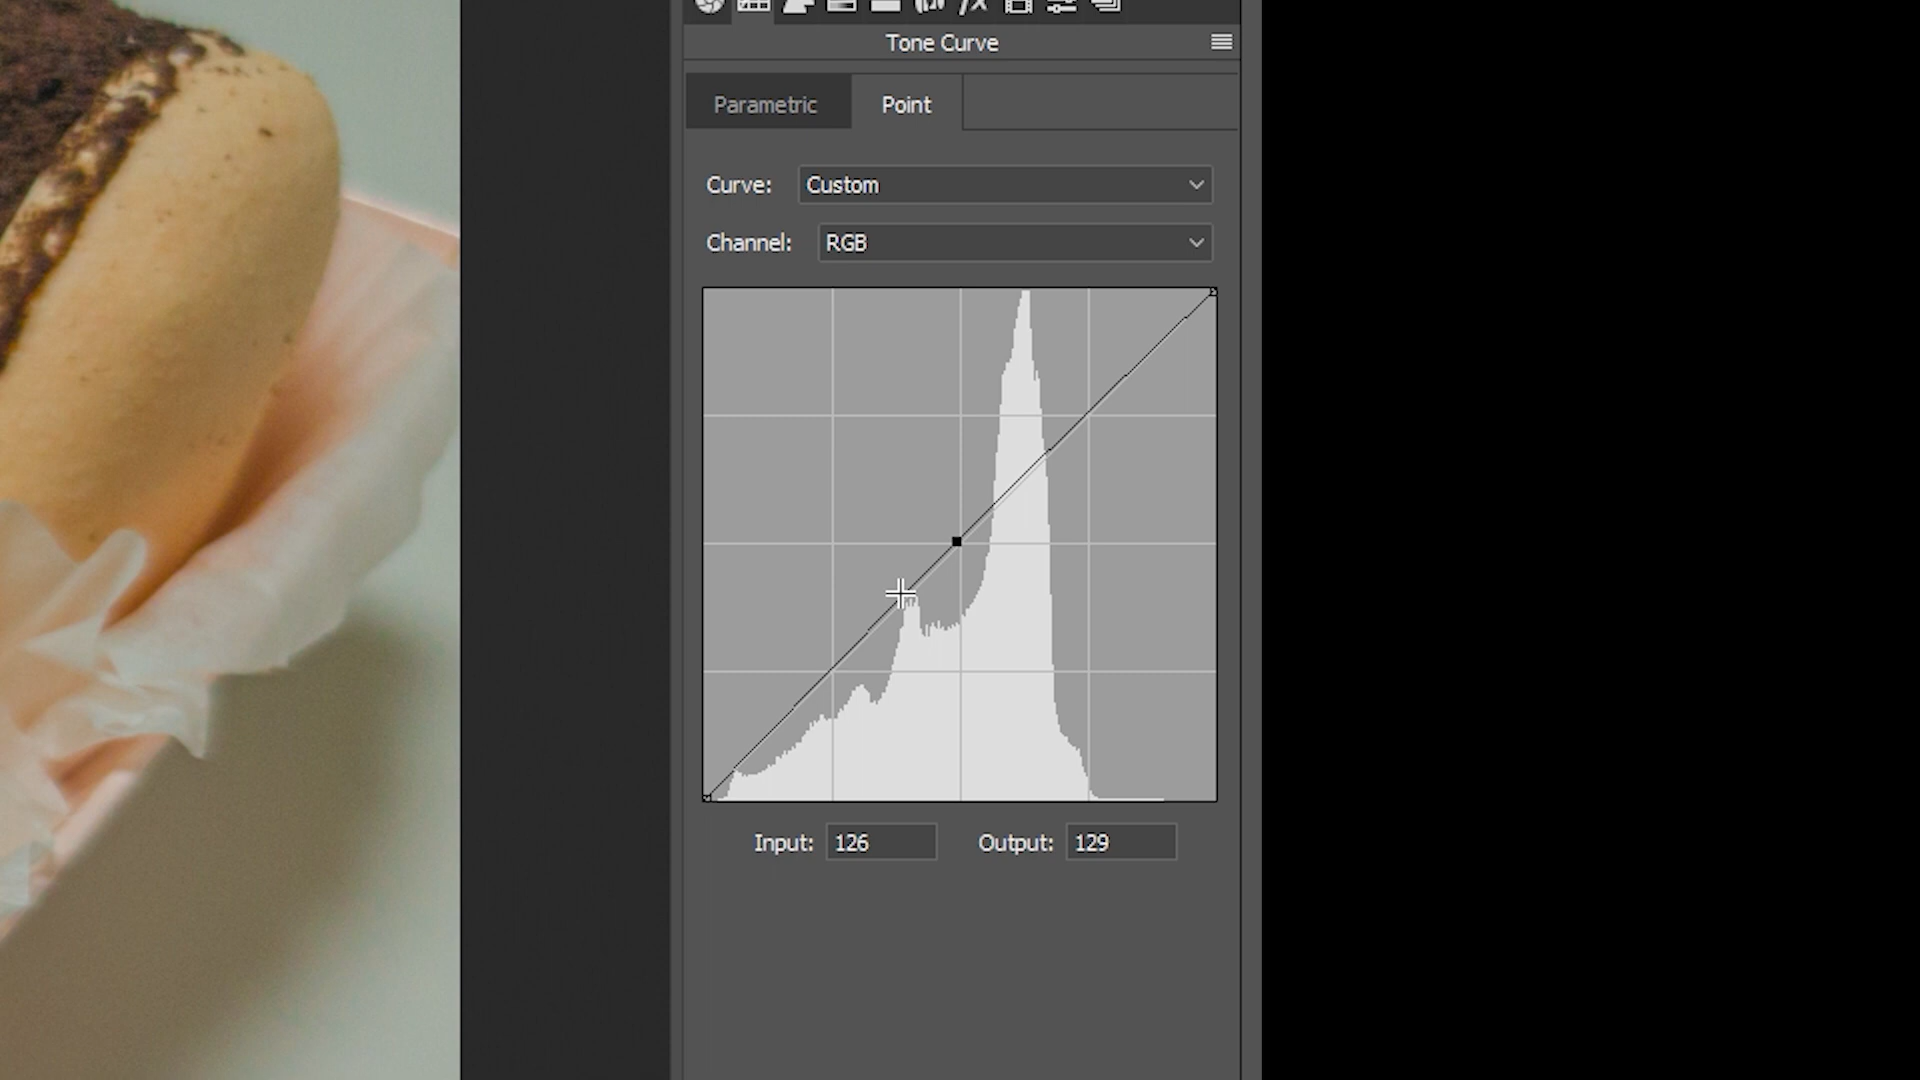 Tone Curve
Parametric Point
Curve: Custom
Channel: RGB
Input: 126 Output: 129